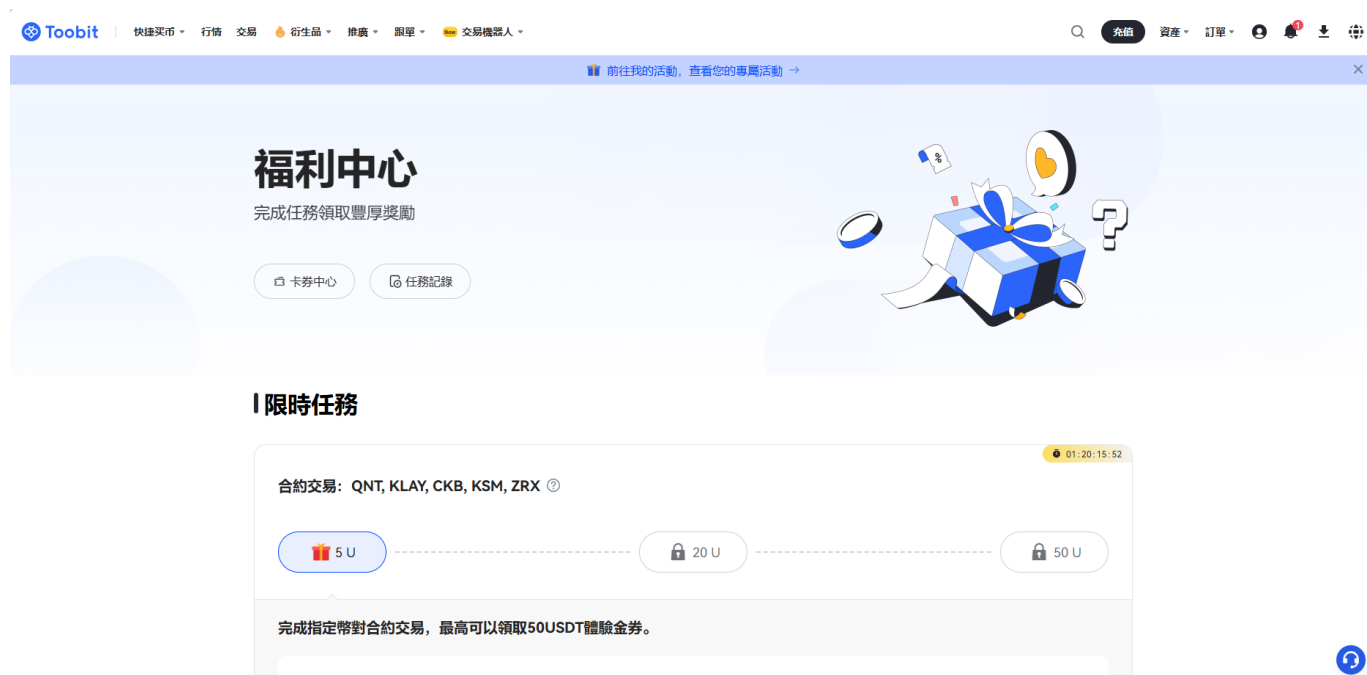 Toobit 快捷买币 行情 交易 衍生品 推廣 跟單 New 交易機器人 充值 資產 訂單 1
前往我的活動，查看您的專屬活動 →
福利中心
完成任務領取豐厚獎勵
卡券中心 任務記錄
%
?
限時任務
01:20:15:52
合約交易：QNT, KLAY, CKB, KSM, ZRX ?
5 U 20 U 50 U
完成指定幣對合約交易，最高可以領取50USDT體驗金券。